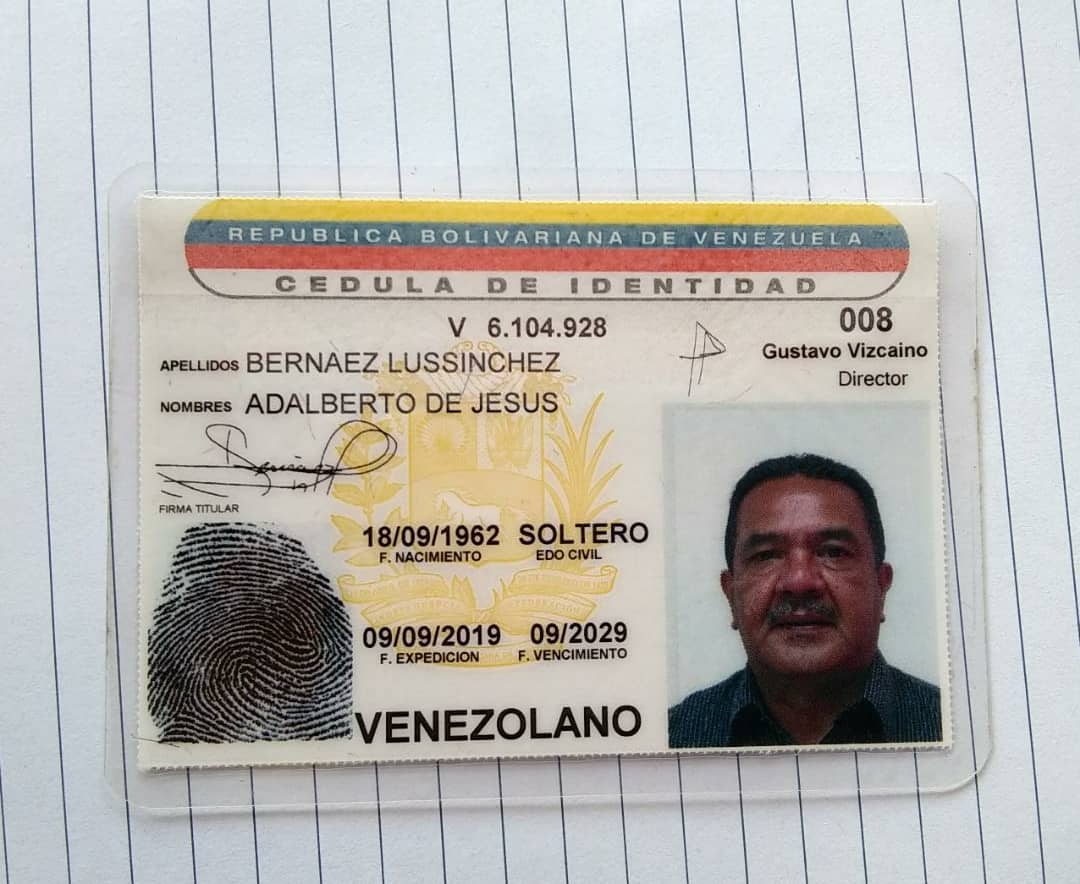 REPUBLICA BOLIVARIANA DE VENEZUELA
CEDULA DE IDENTIDAD
V 6.104.928
008
Gustavo Vizcaino
Director
APELLIDOS BERNAEZ LUSSINCHEZ
NOMBRES ADALBERTO DE JESUS
FIRMA TITULAR
18/09/1962 SOLTERO
F. NACIMIENTO EDO CIVIL
09/09/2019 09/2029
F. EXPEDICION F. VENCIMIENTO
VENEZOLANO